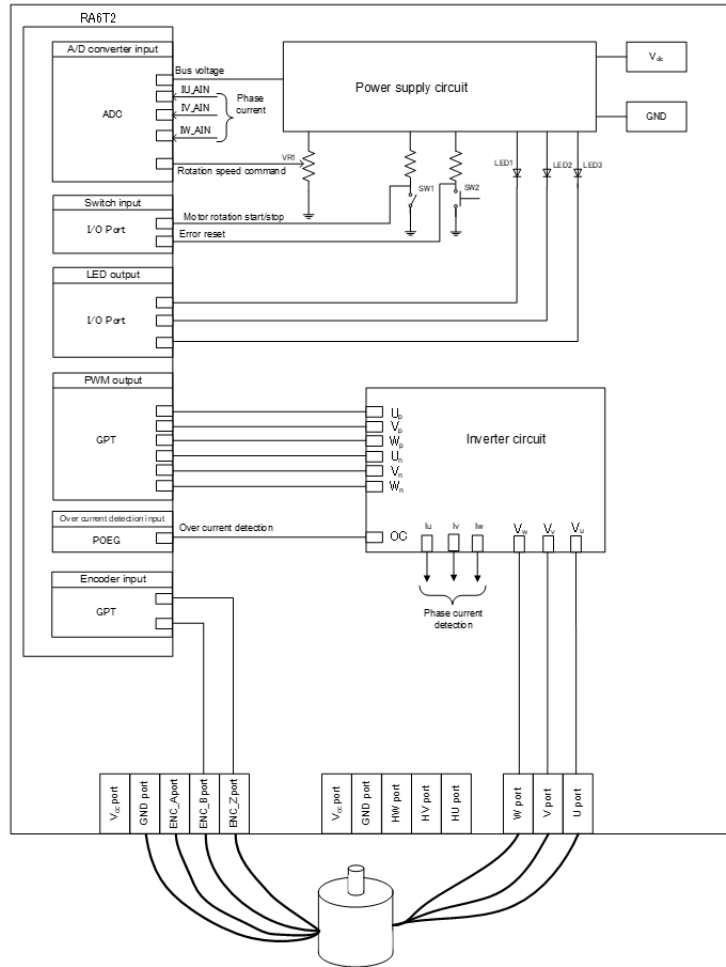 RA6T2
A/D converter input
ADC
Bus voltage
IU_AIN
IV_AIN
IW_AIN
Phase
current
VR1
Rotation speed command
Power supply circuit
Vdc
GND
LED1
LED2
LED3
SW1
SW2
Switch input
I/O Port
Motor rotation start/stop
Error reset
LED output
I/O Port
PWM output
GPT
Up
Vp
Wp
Un
Vn
Wn
Inverter circuit
Over current detection input
POEG
Over current detection
OC
Iu
Iv
Iw
Vw
Vv
Vu
Phase current
detection
Encoder input
GPT
Vcc port
GND port
ENC_A port
ENC_B port
ENC_Z port
Vcc port
GND port
HW port
HV port
HU port
W port
V port
U port